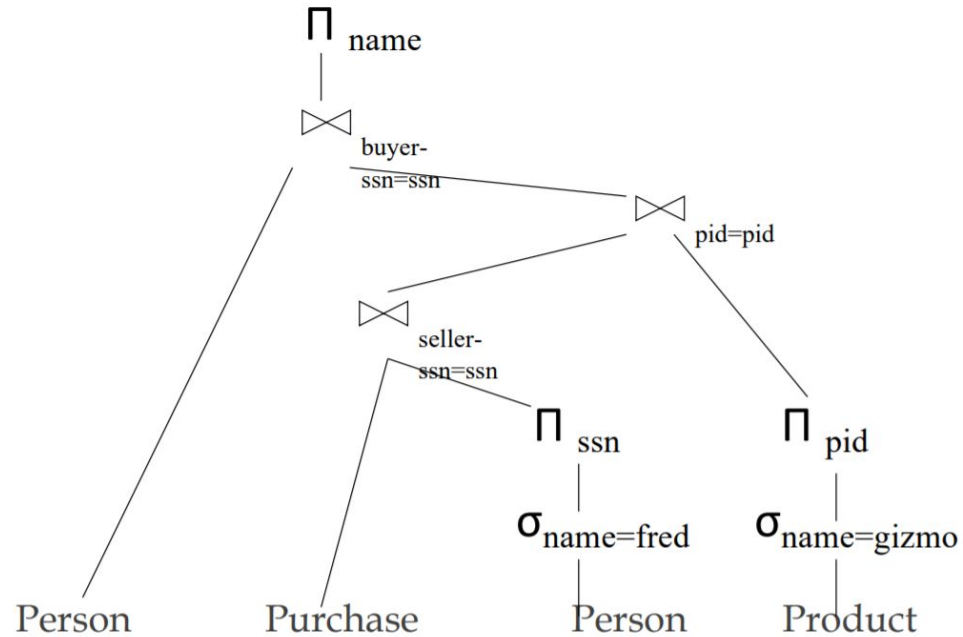 Π name
buyer-
ssn=ssn
pid=pid
seller-
ssn=ssn
Π ssn
Π pid
σ name=fred
σ name=gizmo
Person
Purchase
Person
Product